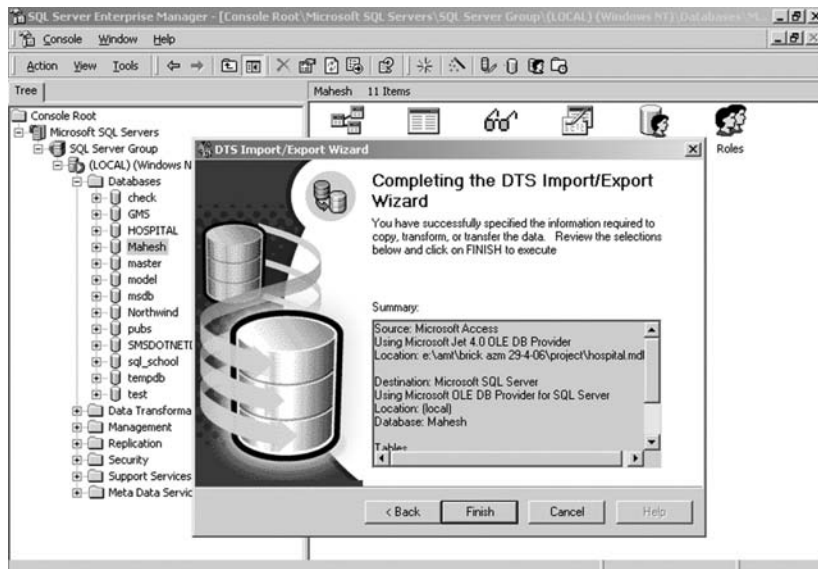 SQL Server Enterprise Manager - [Console Root\Microsoft SQL Servers\SQL Server Group\(LOCAL) (Windows NT)\Databases\M...
Console Window Help
Action View Tools
Tree
Mahesh 11 Items
Console Root
Microsoft SQL Servers
SQL Server Group
(LOCAL) (Windows N
Databases
check
GMS
HOSPITAL
Mahesh
master
model
msdb
Northwind
pubs
SMSDOTNET(
sql_school
tempdb
test
Data Transforma
Management
Replication
Security
Support Services
Meta Data Servic
Roles
DTS Import/Export Wizard
Completing the DTS Import/Export
Wizard
You have successfully specified the information required to
copy, transform, or transfer the data. Review the selections
below and click on FINISH to execute
Summary:
Source: Microsoft Access
Using Microsoft Jet 4.0 OLE DB Provider
Location: e:\amt\brick azm 29-4-06\project\hospital.md
Destination: Microsoft SQL Server
Using Microsoft OLE DB Provider for SQL Server
Location: (local)
Database: Mahesh
Tables
< Back Finish Cancel Help